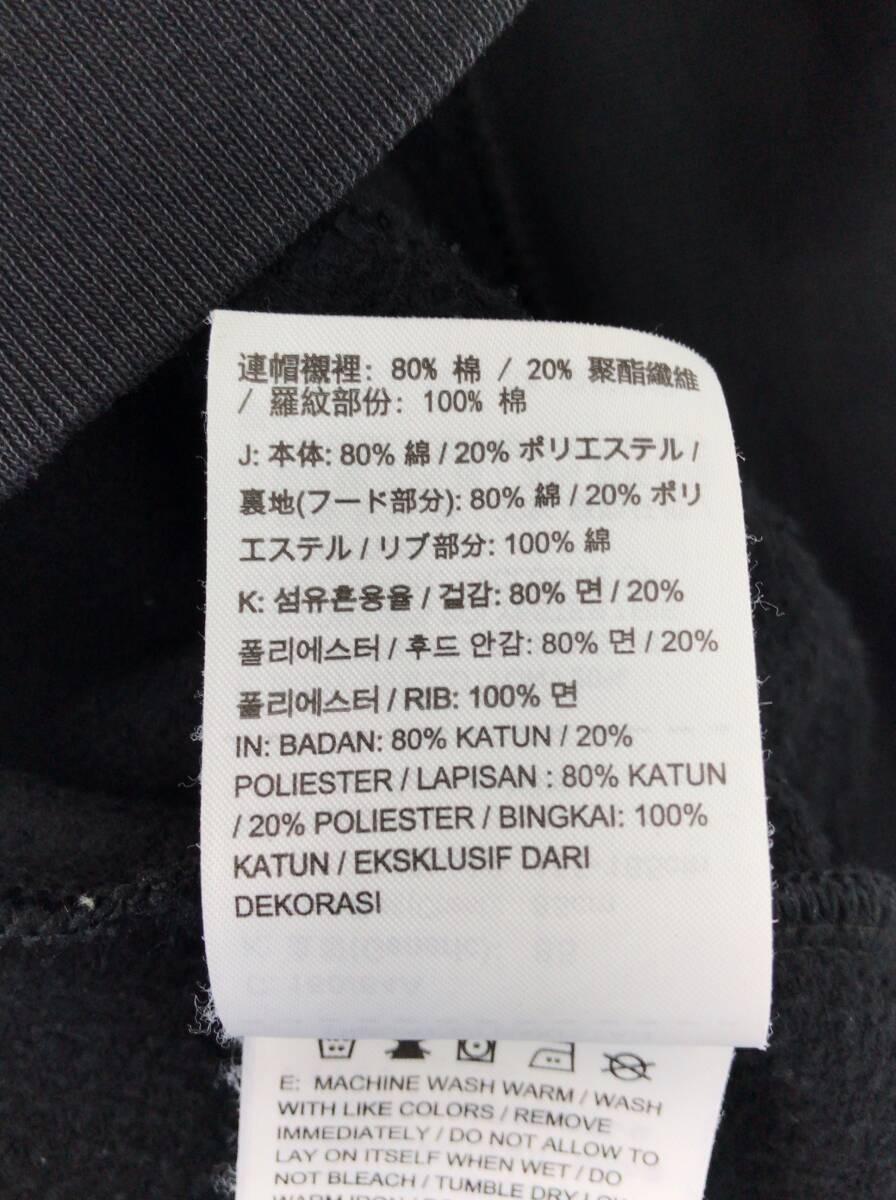 連帽襯裡: 80% 棉 / 20% 聚酯纖維
/ 羅紋部份: 100% 棉
J: 本体: 80% 綿 / 20% ポリエステル /
裏地(フード部分): 80% 綿 / 20% ポリ
エステル / リブ部分: 100% 綿
K: 섬유혼용율 / 겉감: 80% 면 / 20%
폴리에스터 / 후드 안감: 80% 면 / 20%
폴리에스터 / RIB: 100% 면
IN: BADAN: 80% KATUN / 20%
POLIESTER / LAPISAN : 80% KATUN
/ 20% POLIESTER / BINGKAI: 100%
KATUN / EKSKLUSIF DARI
DEKORASI
E: MACHINE WASH WARM / WASH
WITH LIKE COLORS / REMOVE
IMMEDIATELY / DO NOT ALLOW TO
LAY ON ITSELF WHEN WET / DO
NOT BLEACH / TUMBLE DRY LOW